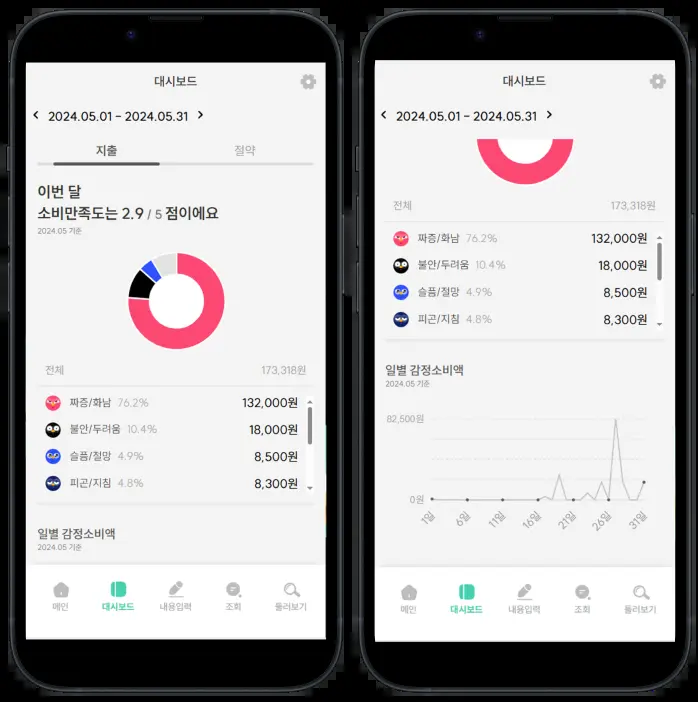 대시보드
2024.05.01 - 2024.05.31
지출 절약
이번 달
소비만족도는 2.9 / 5 점이에요
2024.05 기준
전체 173,318원
짜증/화남 76.2% 132,000원
불안/두려움 10.4% 18,000원
슬픔/절망 4.9% 8,500원
피곤/지침 4.8% 8,300원
일별 감정소비액
2024.05 기준
메인 대시보드 내용입력 조회 둘러보기
대시보드
2024.05.01 - 2024.05.31
전체 173,318원
짜증/화남 76.2% 132,000원
불안/두려움 10.4% 18,000원
슬픔/절망 4.9% 8,500원
피곤/지침 4.8% 8,300원
일별 감정소비액
2024.05 기준
82,500원
0원
1일 6일 11일 16일 21일 26일 31일
메인 대시보드 내용입력 조회 둘러보기